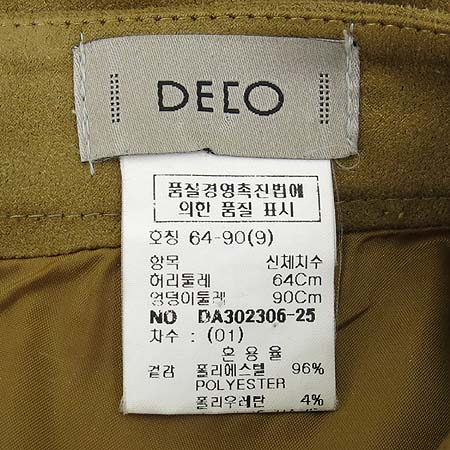 DECO
품질경영촉진법에
의한 품질 표시
호칭 64-90(9)
항목 신체치수
허리둘레 64Cm
엉덩이둘레 90Cm
NO DA302306-25
차수 : (01)
혼용율
겉감 폴리에스텔 96%
POLYESTER
폴리우레탄 4%